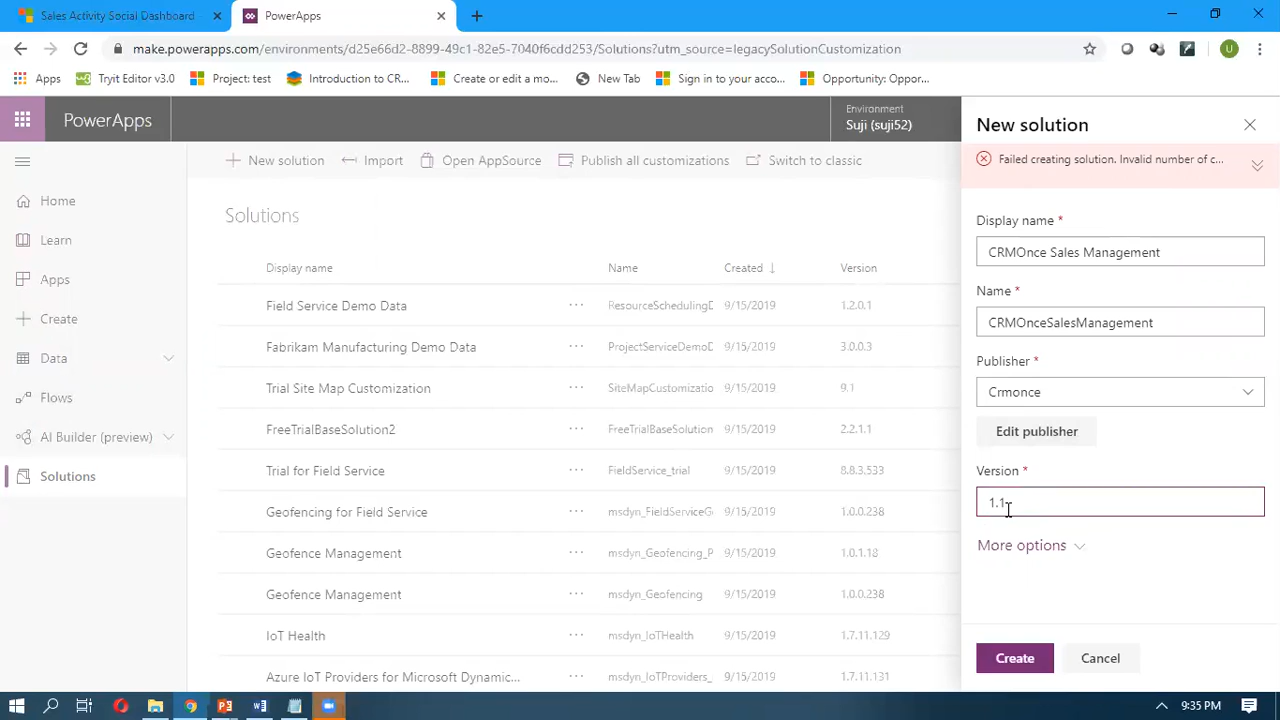 Sales Activity Social Dashboard
PowerApps
make.powerapps.com/environments/d25e66d2-8899-49c1-82e5-7040f6cdd253/Solutions?utm_source=legacySolutionCustomization
U
Apps
Tryit Editor v3.0
Project: test
Introduction to CR...
Create or edit a mo...
New Tab
Sign in to your acco...
Opportunity: Oppor...
PowerApps
Environment
Suji (suji52)
New solution
Import
Open AppSource
Publish all customizations
Switch to classic
Home
Learn
Apps
Create
Data
Flows
AI Builder (preview)
Solutions
Solutions
Display name Name Created Version
Field Service Demo Data ··· ResourceSchedulingD 9/15/2019 1.2.0.1
Fabrikam Manufacturing Demo Data ··· ProjectServiceDemoD 9/15/2019 3.0.0.3
Trial Site Map Customization ··· SiteMapCustomizatio 9/15/2019 9.1
FreeTrialBaseSolution2 ··· FreeTrialBaseSolution 9/15/2019 2.2.1.1
Trial for Field Service ··· FieldService_trial 9/15/2019 8.8.3.533
Geofencing for Field Service ··· msdyn_FieldServiceG 9/15/2019 1.0.0.238
Geofence Management ··· msdyn_Geofencing_P 9/15/2019 1.0.1.18
Geofence Management ··· msdyn_Geofencing 9/15/2019 1.0.0.238
IoT Health ··· msdyn_IoTHealth 9/15/2019 1.7.11.129
Azure IoT Providers for Microsoft Dynamic... ··· msdyn_IoTProviders_ 9/15/2019 1.7.11.131
New solution
Failed creating solution. Invalid number of c...
Display name *
CRMOnce Sales Management
Name *
CRMOnceSalesManagement
Publisher *
Crmonce
Edit publisher
Version *
1.1
More options
Create
Cancel
9:35 PM